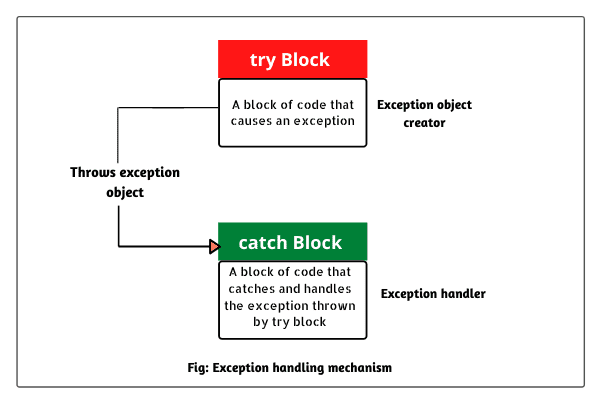 try Block
A block of code that
causes an exception
Exception object
creator
Throws exception
object
catch Block
A block of code that
catches and handles
the exception thrown
by try block
Exception handler
Fig: Exception handling mechanism